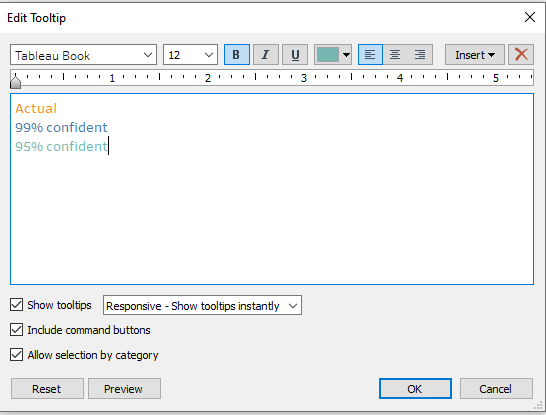 Edit Tooltip
Tableau Book 12 B I U Insert
1 2 3 4 5
Actual
99% confident
95% confident
Show tooltips Responsive - Show tooltips instantly
Include command buttons
Allow selection by category
Reset Preview OK Cancel